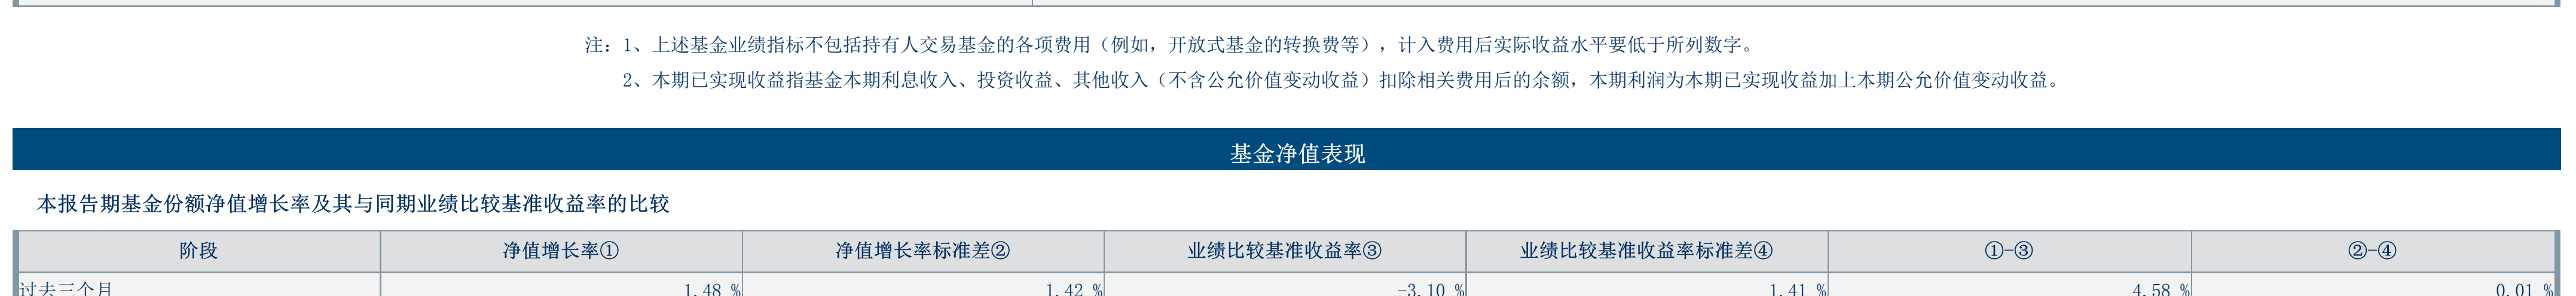 注：1、上述基金业绩指标不包括持有人交易基金的各项费用（例如，开放式基金的转换费等），计入费用后实际收益水平要低于所列数字。
2、本期已实现收益指基金本期利息收入、投资收益、其他收入（不含公允价值变动收益）扣除相关费用后的余额，本期利润为本期已实现收益加上本期公允价值变动收益。
基金净值表现
本报告期基金份额净值增长率及其与同期业绩比较基准收益率的比较
阶段 净值增长率① 净值增长率标准差② 业绩比较基准收益率③ 业绩比较基准收益率标准差④ ①-③ ②-④
过去三个月 1.48 % 1.42 % -3.10 % 1.41 % 4.58 % 0.01 %